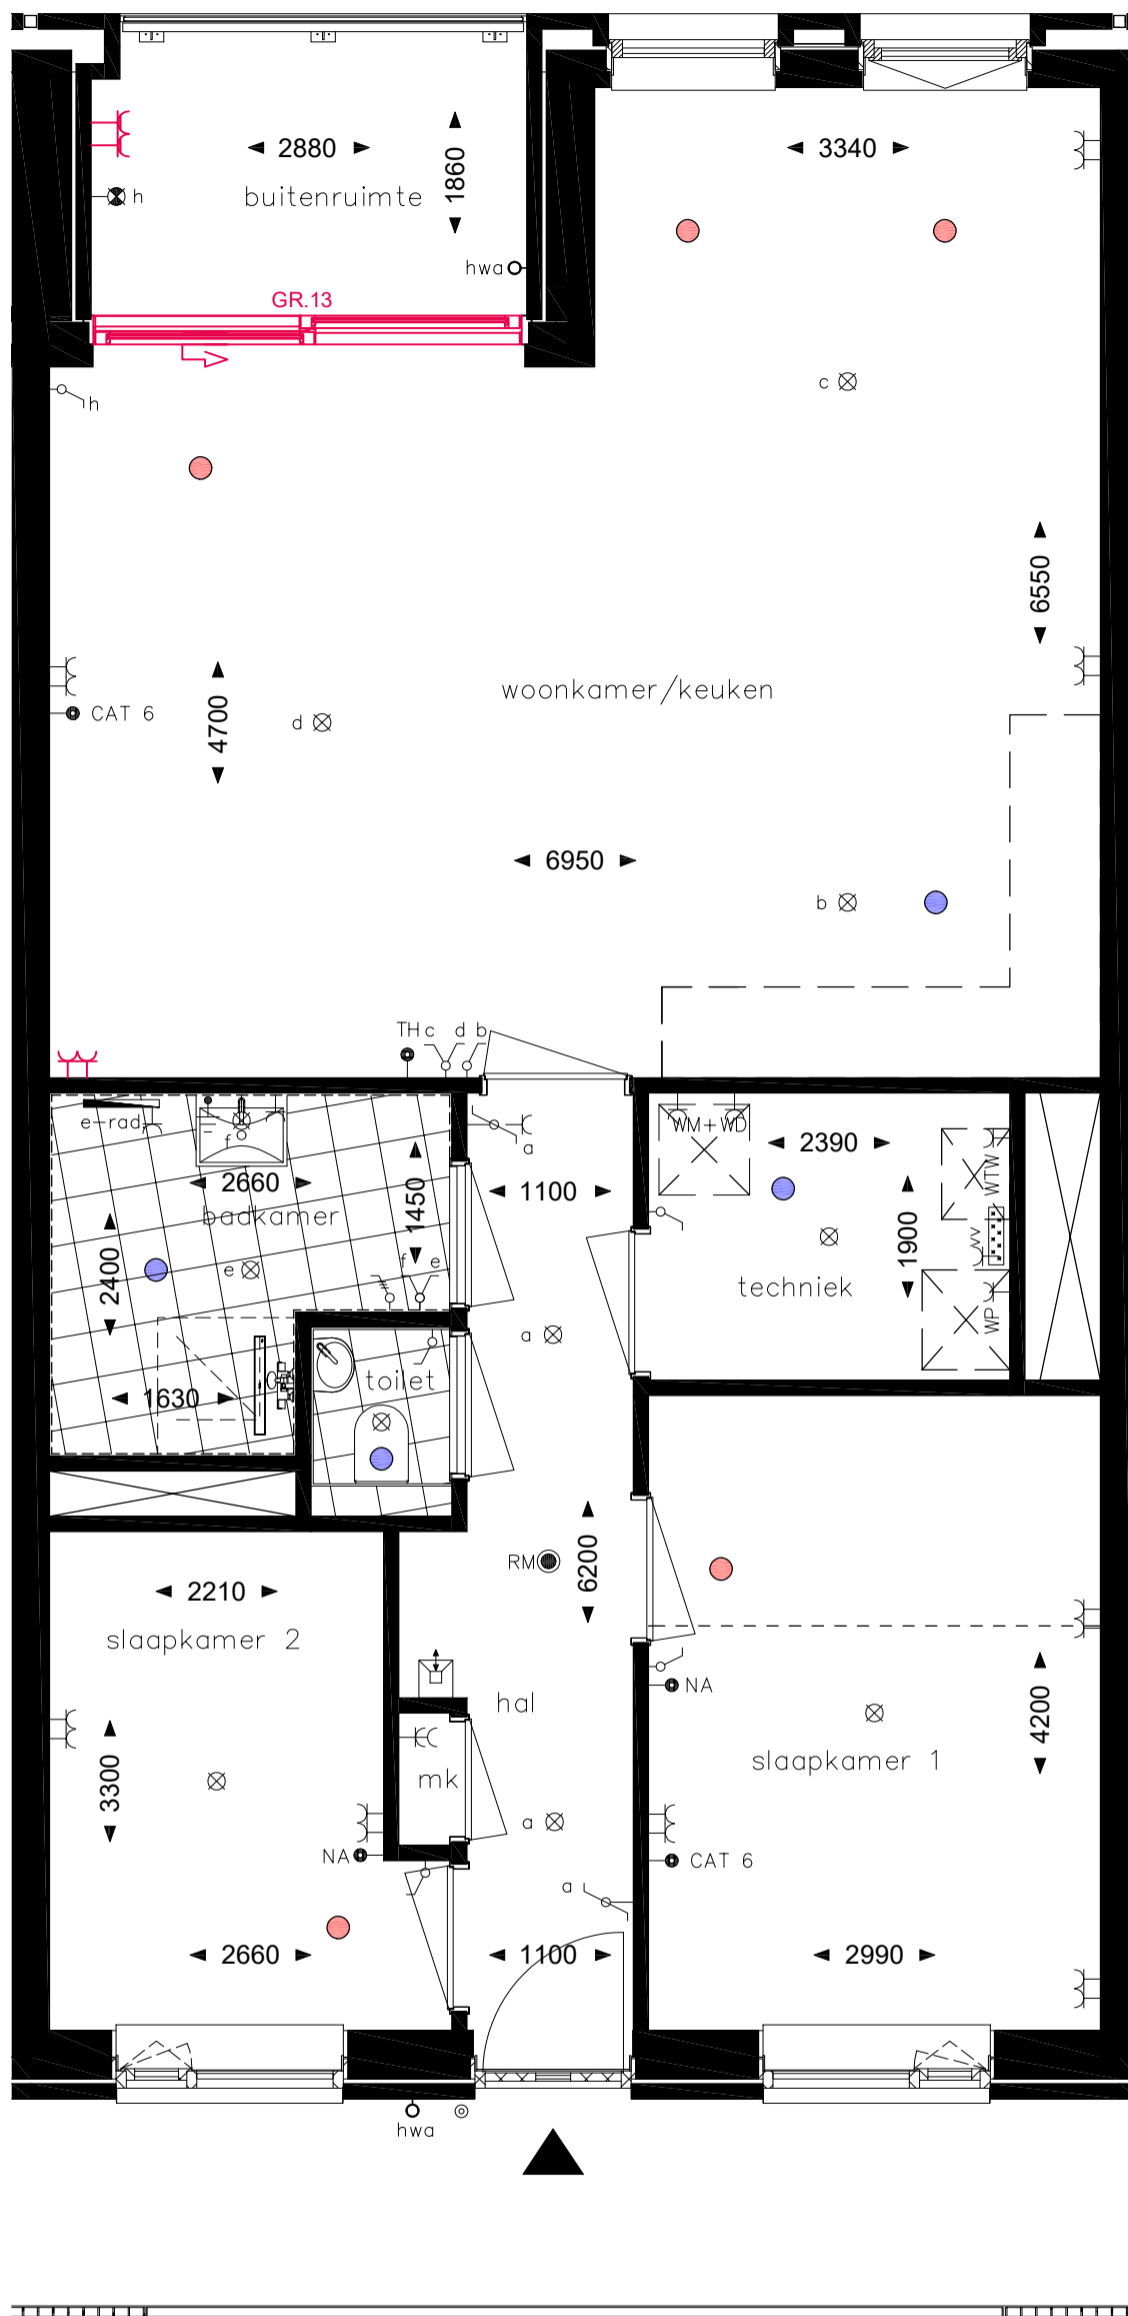 2880
1860
3340
h
buitenruimte
hwa
GR.13
c
h
6550
woonkamer/keuken
4700
CAT 6
d
6950
b
TH c d b
e-rad.
f
WM+WD
a
2390
WTW
2660
1450
1100
badkamer
1900
WV
2400
e
f e
techniek
WP
a
toilet
1630
RM
6200
2210
slaapkamer 2
NA
hal
4200
slaapkamer 1
3300
mk
a
NA
CAT 6
a
2660
1100
2990
hwa